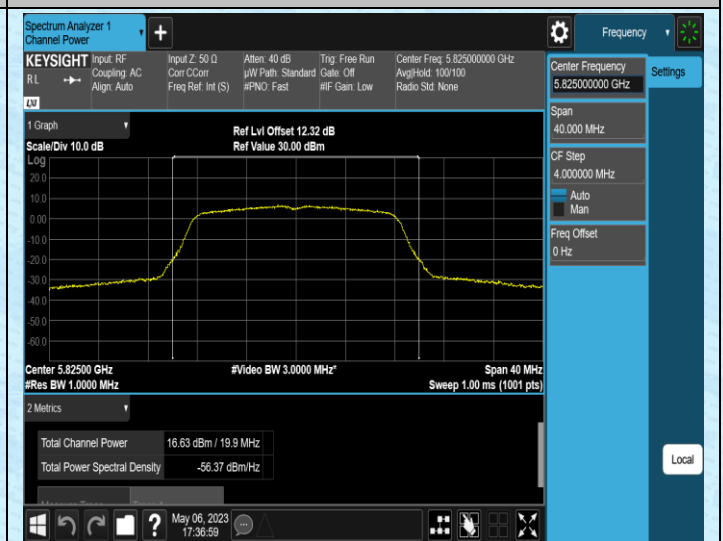 Spectrum Analyzer 1
Channel Power
+
Frequency
KEYSIGHT
R L
LXI
Input: RF
Coupling: AC
Align: Auto
Input Z: 50 Ω
Corr CCorr
Freq Ref: Int (S)
Atten: 40 dB
µW Path: Standard
#PNO: Fast
Trig: Free Run
Gate: Off
#IF Gain: Low
Center Freq: 5.825000000 GHz
Avg|Hold: 100/100
Radio Std: None
Center Frequency
5.825000000 GHz
Settings
Span
40.000 MHz
CF Step
4.000000 MHz
Auto
Man
Freq Offset
0 Hz
1 Graph
Scale/Div 10.0 dB
Ref Lvl Offset 12.32 dB
Ref Value 30.00 dBm
Log
20.0
10.0
0.00
-10.0
-20.0
-30.0
-40.0
-50.0
-60.0
Center 5.82500 GHz
#Res BW 1.0000 MHz
#Video BW 3.0000 MHz*
Span 40 MHz
Sweep 1.00 ms (1001 pts)
2 Metrics
Total Channel Power 16.63 dBm / 19.9 MHz
Total Power Spectral Density -56.37 dBm/Hz
Local
?
May 06, 2023
17:36:59